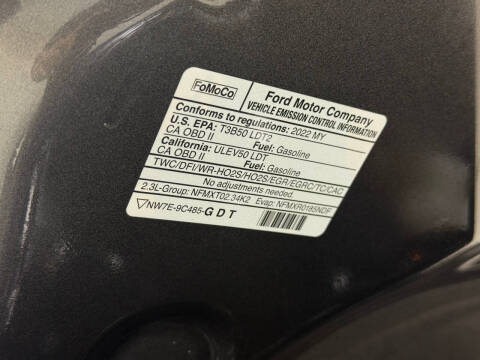 FoMoCo
Ford Motor Company
VEHICLE EMISSION CONTROL INFORMATION
Conforms to regulations: 2022 MY
U.S. EPA: T3B50 LDT2
CA OBD II Fuel: Gasoline
California: ULEV50 LDT
CA OBD II Fuel: Gasoline
TWC/DFI/WR-HO2S/HO2S/EGR/EGRC/TC/CAC
No adjustments needed.
2.3L-Group: NFMXT02.34K2 Evap: NFMXR0185NDF
NW7E-9C485-GDT